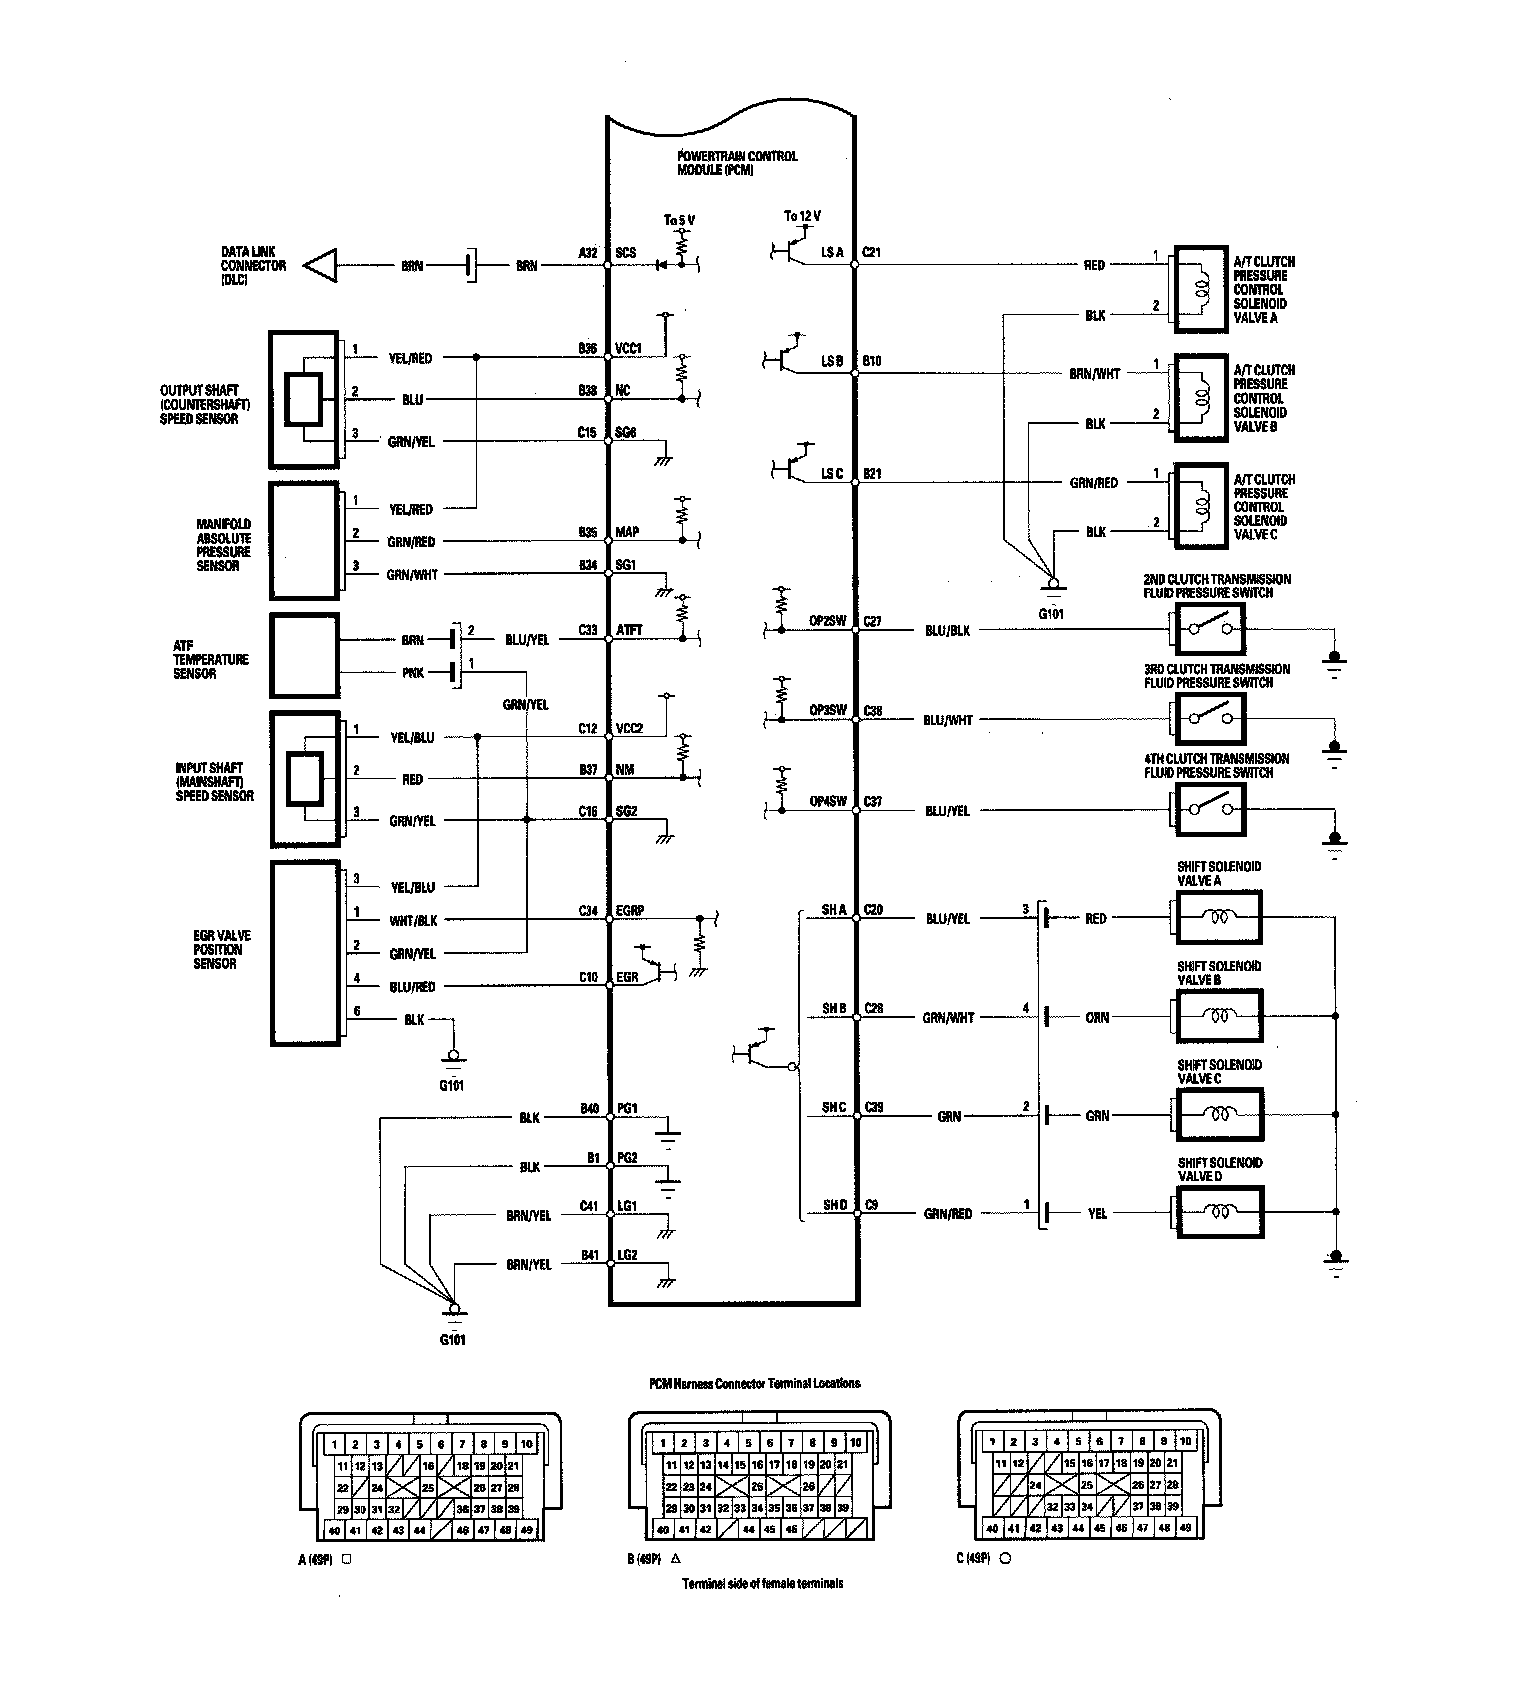 POWERTRAIN CONTROL
MODULE (PCM)
To 5 V
To 12 V
DATA LINK
CONNECTOR
(DLC)
BRN
BRN
A32
SCS
LS A
C21
RED
1
BLK
2
A/T CLUTCH
PRESSURE
CONTROL
SOLENOID
VALVE A
OUTPUT SHAFT
(COUNTERSHAFT)
SPEED SENSOR
1
YEL/RED
B36
VCC1
2
BLU
B38
NC
3
GRN/YEL
C15
SG6
LS B
B10
BRN/WHT
1
BLK
2
A/T CLUTCH
PRESSURE
CONTROL
SOLENOID
VALVE B
LS C
B21
GRN/RED
1
BLK
2
A/T CLUTCH
PRESSURE
CONTROL
SOLENOID
VALVE C
G101
MANIFOLD
ABSOLUTE
PRESSURE
SENSOR
1
YEL/RED
2
GRN/RED
B35
MAP
3
GRN/WHT
B34
SG1
ATF
TEMPERATURE
SENSOR
BRN
2
BLU/YEL
C33
ATFT
PNK
1
GRN/YEL
2ND CLUTCH TRANSMISSION
FLUID PRESSURE SWITCH
OP2SW
C27
BLU/BLK
3RD CLUTCH TRANSMISSION
FLUID PRESSURE SWITCH
OP3SW
C38
BLU/WHT
4TH CLUTCH TRANSMISSION
FLUID PRESSURE SWITCH
OP4SW
C37
BLU/YEL
INPUT SHAFT
(MAINSHAFT)
SPEED SENSOR
1
YEL/BLU
C12
VCC2
2
RED
B37
NM
3
GRN/YEL
C16
SG2
EGR VALVE
POSITION
SENSOR
3
YEL/BLU
1
WHT/BLK
C34
EGRP
2
GRN/YEL
4
BLU/RED
C10
EGR
6
BLK
G101
SHIFT SOLENOID
VALVE A
SH A
C20
BLU/YEL
3
RED
SHIFT SOLENOID
VALVE B
SH B
C28
GRN/WHT
4
ORN
SHIFT SOLENOID
VALVE C
SH C
C39
GRN
2
GRN
SHIFT SOLENOID
VALVE D
SH D
C9
GRN/RED
1
YEL
BLK
B40
PG1
BLK
B1
PG2
BRN/YEL
C41
LG1
BRN/YEL
B41
LG2
G101
PCM Harness Connector Terminal Locations
1 2 3 4 5 6 7 8 9 10
11 12 13 16 18 19 20 21
22 24 25 26 27 28
29 30 31 32 36 37 38 39
40 41 42 43 44 46 47 48 49
A (49P)
1 2 3 4 5 6 7 8 9 10
11 12 13 14 15 16 17 18 19 20 21
22 23 24 25 26
29 30 31 32 33 34 35 36 37 38 39
40 41 42 44 45 46
B (49P)
1 2 3 4 5 6 7 8 9 10
11 12 15 16 17 18 19 20 21
24 25 26 27 28
32 33 34 37 38 39
40 41 42 43 44 45 46 47 48 49
C (49P)
Terminal side of female terminals